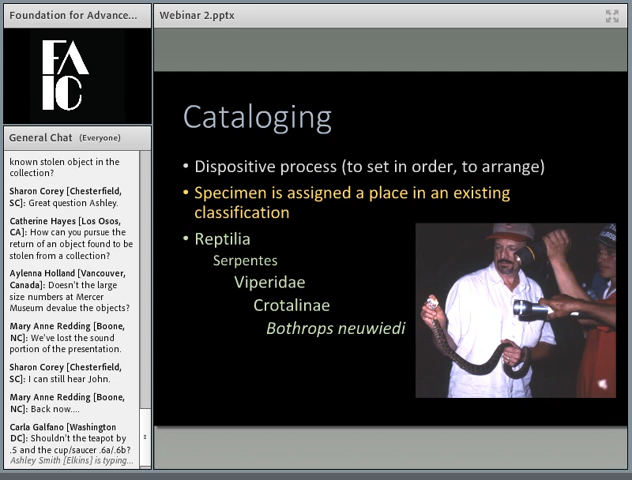 Foundation for Advance...
FA
IC
General Chat (Everyone)
known stolen object in the
collection?
Sharon Corey [Chesterfield,
SC]: Great question Ashley.
Catherine Hayes [Los Osos,
CA]: How can you pursue the
return of an object found to be
stolen from a collection?
Aylenna Holland [Vancouver,
Canada]: Doesn't the large
size numbers at Mercer
Museum devalue the objects?
Mary Anne Redding [Boone,
NC]: We've lost the sound
portion of the presentation.
Sharon Corey [Chesterfield,
SC]: I can still hear John.
Mary Anne Redding [Boone,
NC]: Back now....
Carla Galfano [Washington
DC]: Shouldn't the teapot by
.5 and the cup/saucer .6a/.6b?
Ashley Smith [Elkins] is typing...
Webinar 2.pptx
Cataloging
• Dispositive process (to set in order, to arrange)
• Specimen is assigned a place in an existing
classification
• Reptilia
Serpentes
Viperidae
Crotalinae
Bothrops neuwiedi